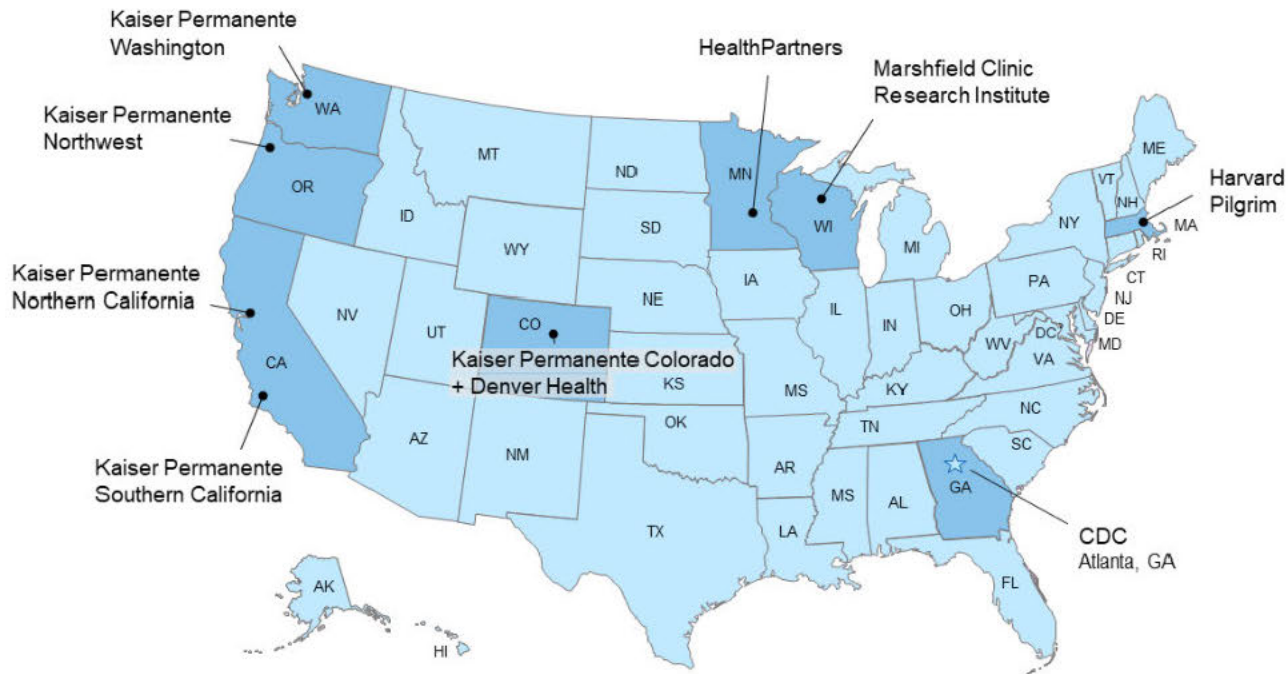 Kaiser Permanente
Washington
HealthPartners
Marshfield Clinic
Research Institute
Kaiser Permanente
Northwest
Harvard
Pilgrim
Kaiser Permanente
Northern California
Kaiser Permanente Colorado
+ Denver Health
Kaiser Permanente
Southern California
CDC
Atlanta, GA
WA
OR
CA
ID
NV
MT
WY
UT
CO
AZ
NM
ND
SD
NE
KS
OK
TX
MN
IA
MS
AR
LA
WI
IL
MI
IN
OH
KY
TN
MS
AL
GA
FL
SC
NC
VA
WV
DC
MD
DE
NJ
PA
NY
CT
RI
MA
VT
NH
ME
AK
HI